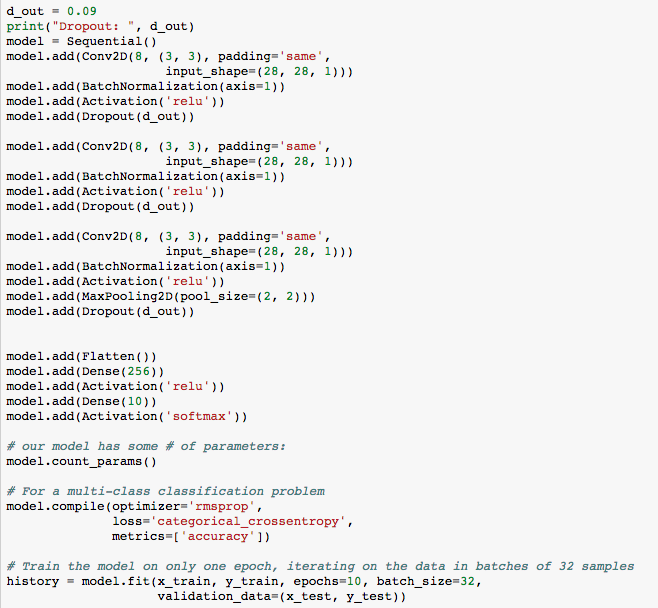 d_out = 0.09
print("Dropout: ", d_out)
model = Sequential()
model.add(Conv2D(8, (3, 3), padding='same',
                     input_shape=(28, 28, 1)))
model.add(BatchNormalization(axis=1))
model.add(Activation('relu'))
model.add(Dropout(d_out))

model.add(Conv2D(8, (3, 3), padding='same',
                     input_shape=(28, 28, 1)))
model.add(BatchNormalization(axis=1))
model.add(Activation('relu'))
model.add(Dropout(d_out))

model.add(Conv2D(8, (3, 3), padding='same',
                     input_shape=(28, 28, 1)))
model.add(BatchNormalization(axis=1))
model.add(Activation('relu'))
model.add(MaxPooling2D(pool_size=(2, 2)))
model.add(Dropout(d_out))


model.add(Flatten())
model.add(Dense(256))
model.add(Activation('relu'))
model.add(Dense(10))
model.add(Activation('softmax'))

# our model has some # of parameters:
model.count_params()

# For a multi-class classification problem
model.compile(optimizer='rmsprop',
              loss='categorical_crossentropy',
              metrics=['accuracy'])

# Train the model on only one epoch, iterating on the data in batches of 32 samples
history = model.fit(x_train, y_train, epochs=10, batch_size=32,
                    validation_data=(x_test, y_test))